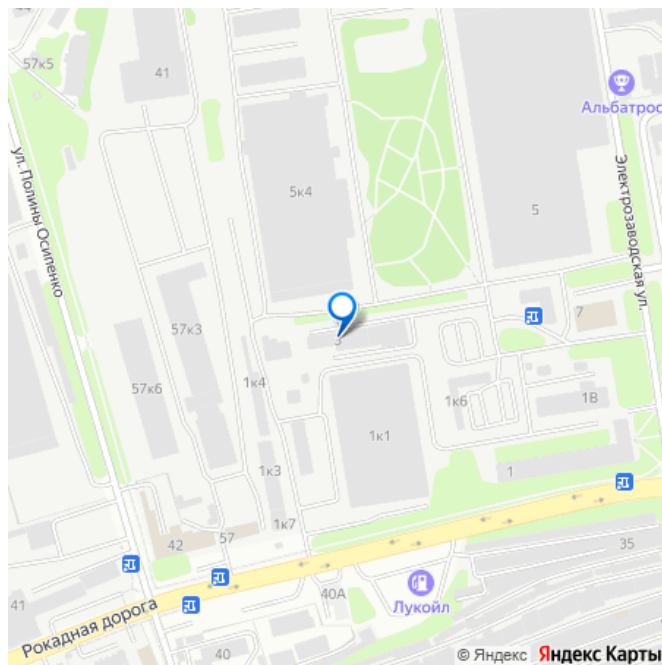 57к5
41
Альбатрос
ул. Полины Осипенко
5к4
5
Электрозаводская ул.
57к3
3
7
57к6
1к4
1к6
1В
1к1
1к3
1
1к7
57
42
35
40А
Лукойл
41
Рокадная дорога
40
© Яндекс Яндекс Карты